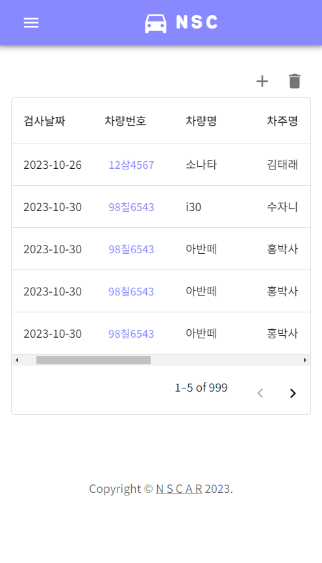 NSC
검사날짜 차량번호 차량명 차주명
2023-10-26 12삼4567 소나타 김태래
2023-10-30 98칠6543 i30 수자니
2023-10-30 98칠6543 아반떼 홍박사
2023-10-30 98칠6543 아반떼 홍박사
2023-10-30 98칠6543 아반떼 홍박사
1–5 of 999
Copyright © N S C A R 2023.